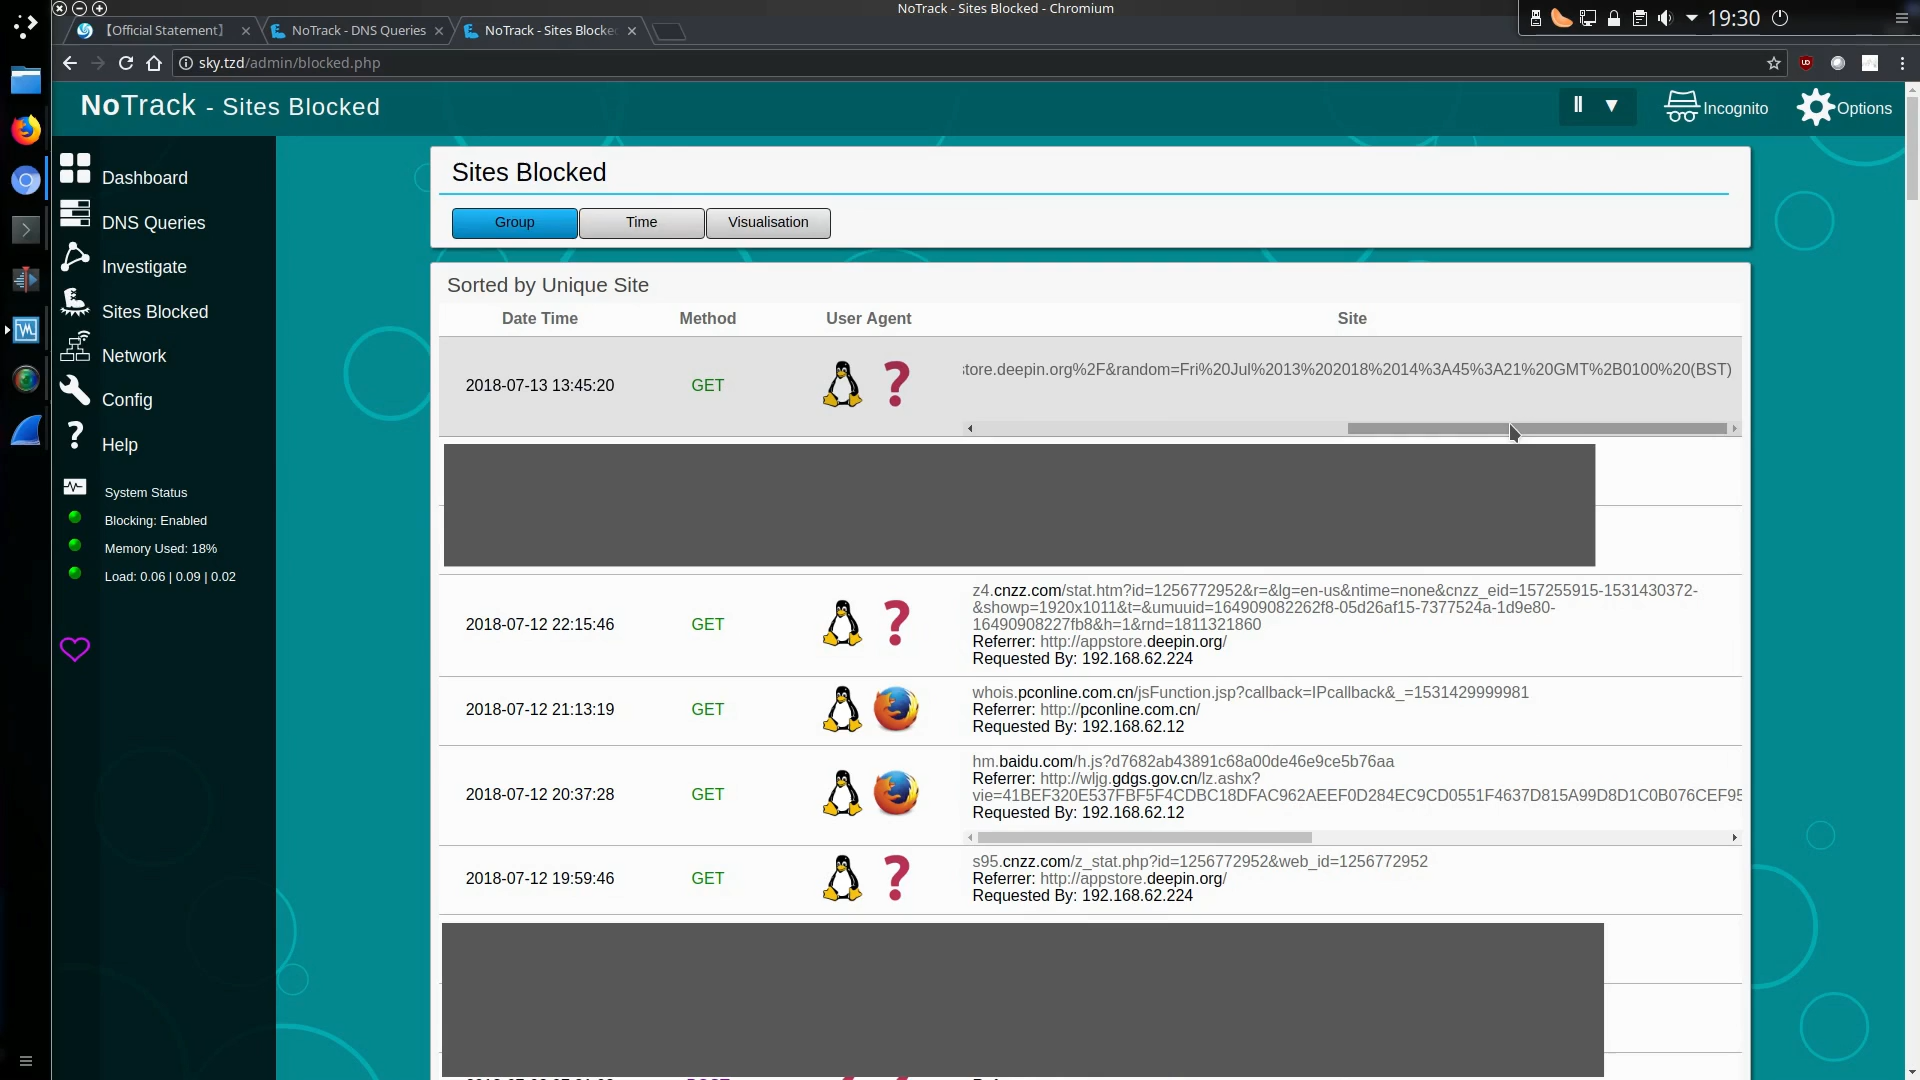 NoTrack - Sites Blocked - Chromium
19:30
【Official Statement】
NoTrack - DNS Queries
NoTrack - Sites Blocke
sky.tzd/admin/blocked.php
NoTrack - Sites Blocked
Incognito
Options
Dashboard
DNS Queries
Investigate
Sites Blocked
Network
Config
Help
System Status
Blocking: Enabled
Memory Used: 18%
Load: 0.06 | 0.09 | 0.02
Sites Blocked
Group
Time
Visualisation
Sorted by Unique Site
Date Time Method User Agent Site
2018-07-13 13:45:20 GET
store.deepin.org%2F&random=Fri%20Jul%2013%202018%2014%3A45%3A21%20GMT%2B0100%20(BST)
2018-07-12 22:15:46 GET
z4.cnzz.com/stat.htm?id=1256772952&r=&lg=en-us&ntime=none&cnzz_eid=157255915-1531430372-
&showp=1920x1011&t=&umuuid=164909082262f8-05d26af15-7377524a-1d9e80-
16490908227fb8&h=1&rnd=1811321860
Referrer: http://appstore.deepin.org/
Requested By: 192.168.62.224
2018-07-12 21:13:19 GET
whois.pconline.com.cn/jsFunction.jsp?callback=IPcallback&_=1531429999981
Referrer: http://pconline.com.cn/
Requested By: 192.168.62.12
2018-07-12 20:37:28 GET
hm.baidu.com/h.js?d7682ab43891c68a00de46e9ce5b76aa
Referrer: http://wljg.gdgs.gov.cn/lz.ashx?
vie=41BEF320E537FBF5F4CDBC18DFAC962AEEF0D284EC9CD0551F4637D815A99D8D1C0B076CEF95
Requested By: 192.168.62.12
2018-07-12 19:59:46 GET
s95.cnzz.com/z_stat.php?id=1256772952&web_id=1256772952
Referrer: http://appstore.deepin.org/
Requested By: 192.168.62.224